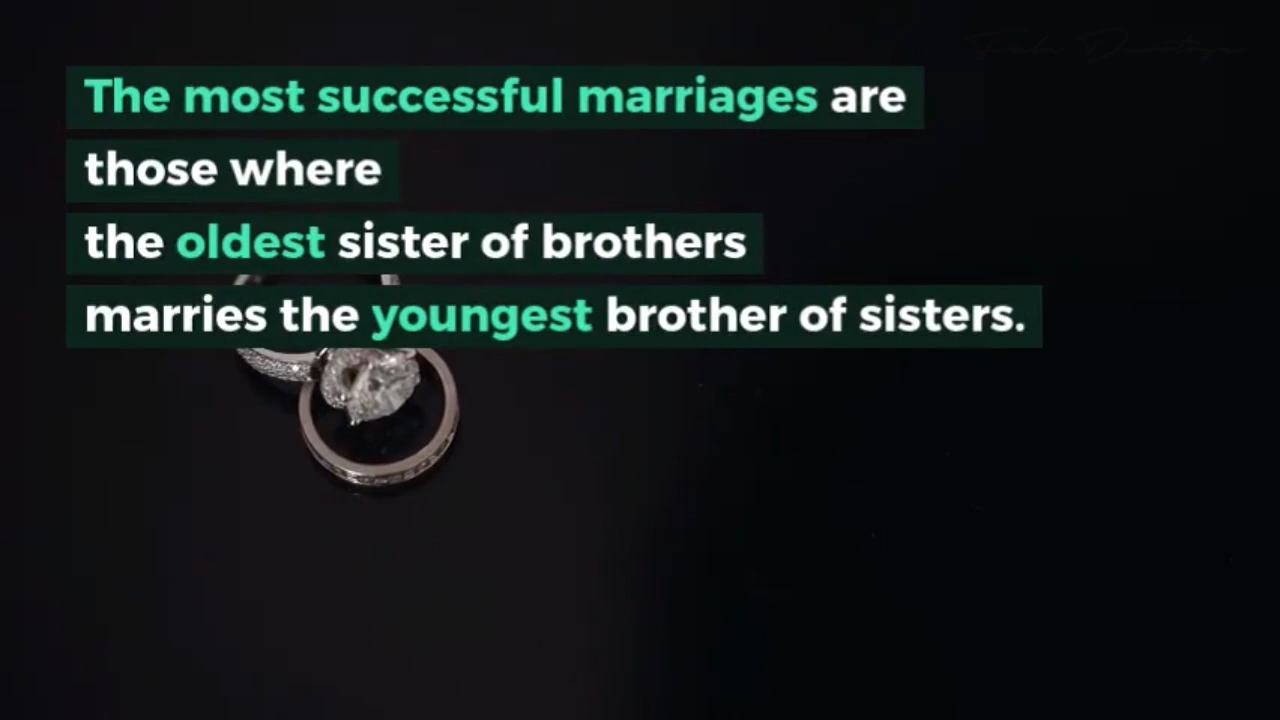 The most successful marriages are
those where
the oldest sister of brothers
marries the youngest brother of sisters.